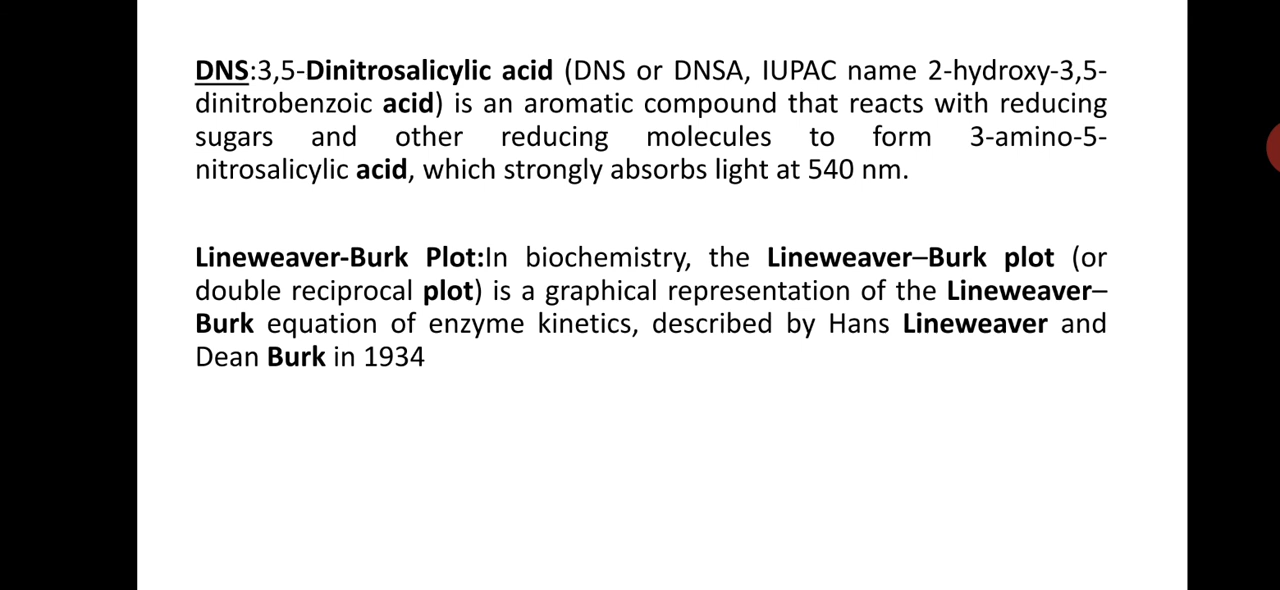 DNS:3,5-Dinitrosalicylic acid (DNS or DNSA, IUPAC name 2-hydroxy-3,5-
dinitrobenzoic acid) is an aromatic compound that reacts with reducing
sugars and other reducing molecules to form 3-amino-5-
nitrosalicylic acid, which strongly absorbs light at 540 nm.
Lineweaver-Burk Plot:In biochemistry, the Lineweaver–Burk plot (or
double reciprocal plot) is a graphical representation of the Lineweaver–
Burk equation of enzyme kinetics, described by Hans Lineweaver and
Dean Burk in 1934